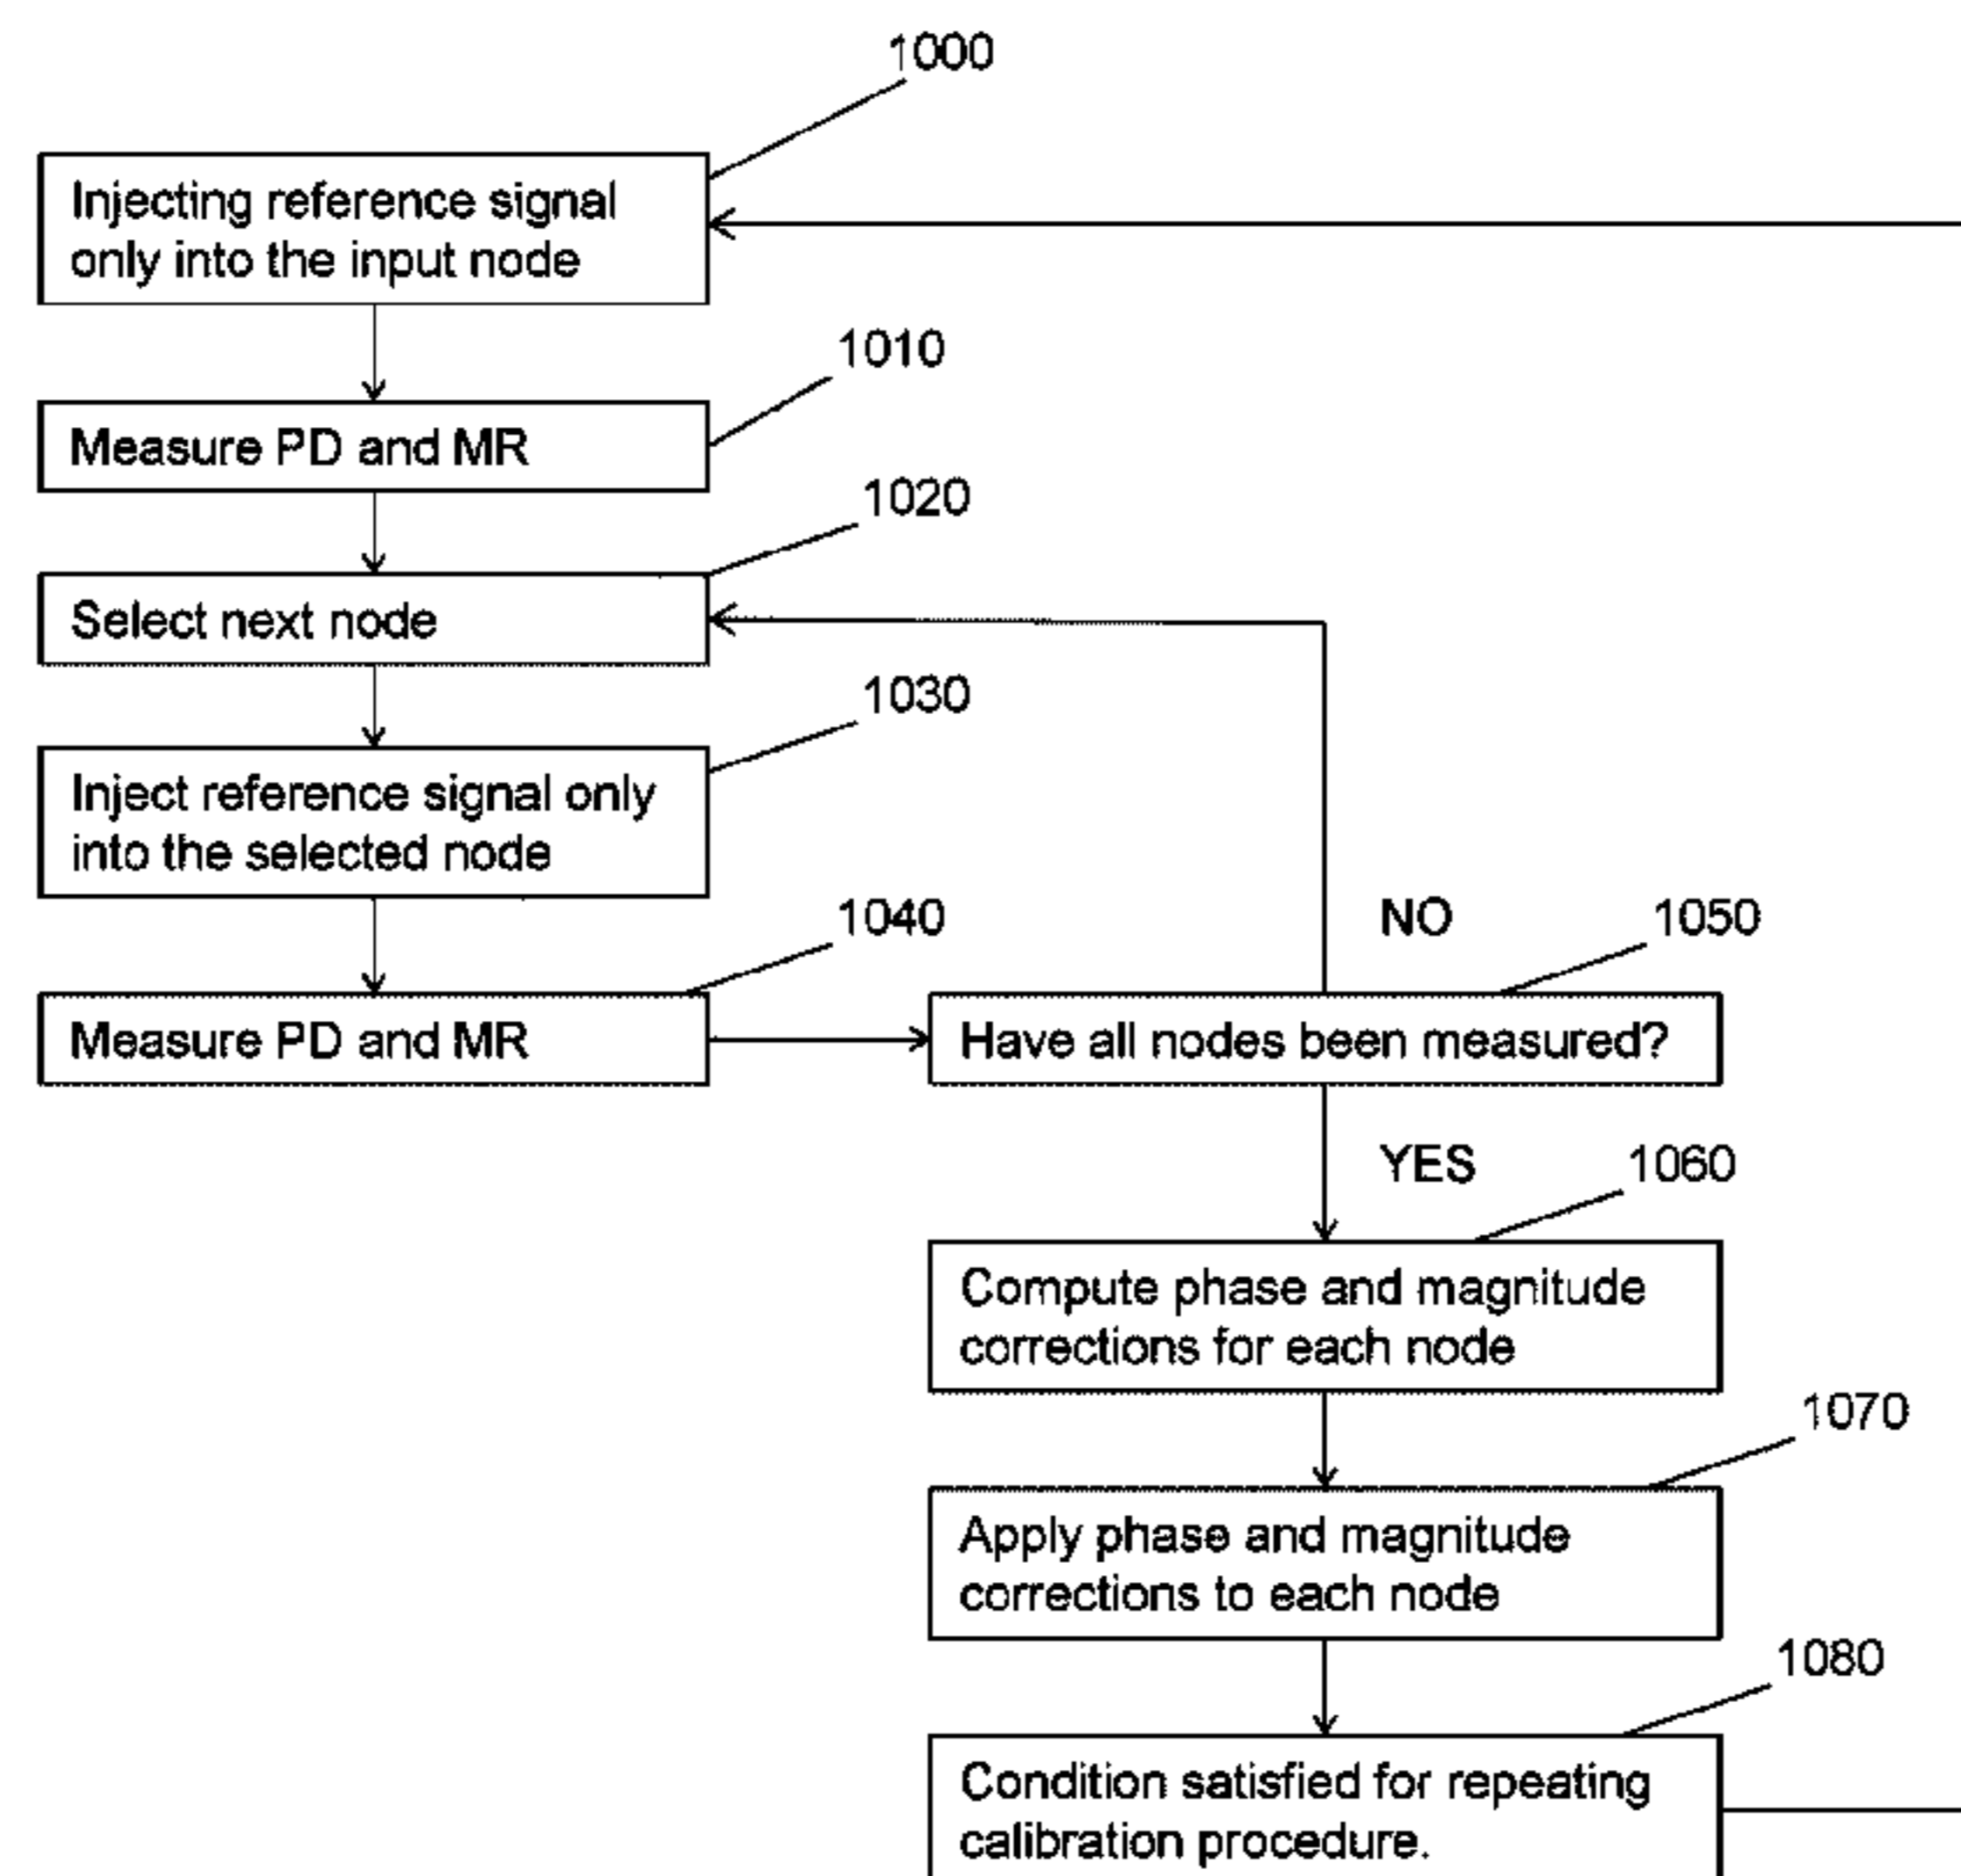 1000
Injecting reference signal
only into the input node
1010
Measure PD and MR
1020
Select next node
1030
Inject reference signal only
into the selected node
1040
Measure PD and MR
NO
1050
Have all nodes been measured?
YES
1060
Compute phase and magnitude
corrections for each node
1070
Apply phase and magnitude
corrections to each node
1080
Condition satisfied for repeating
calibration procedure.